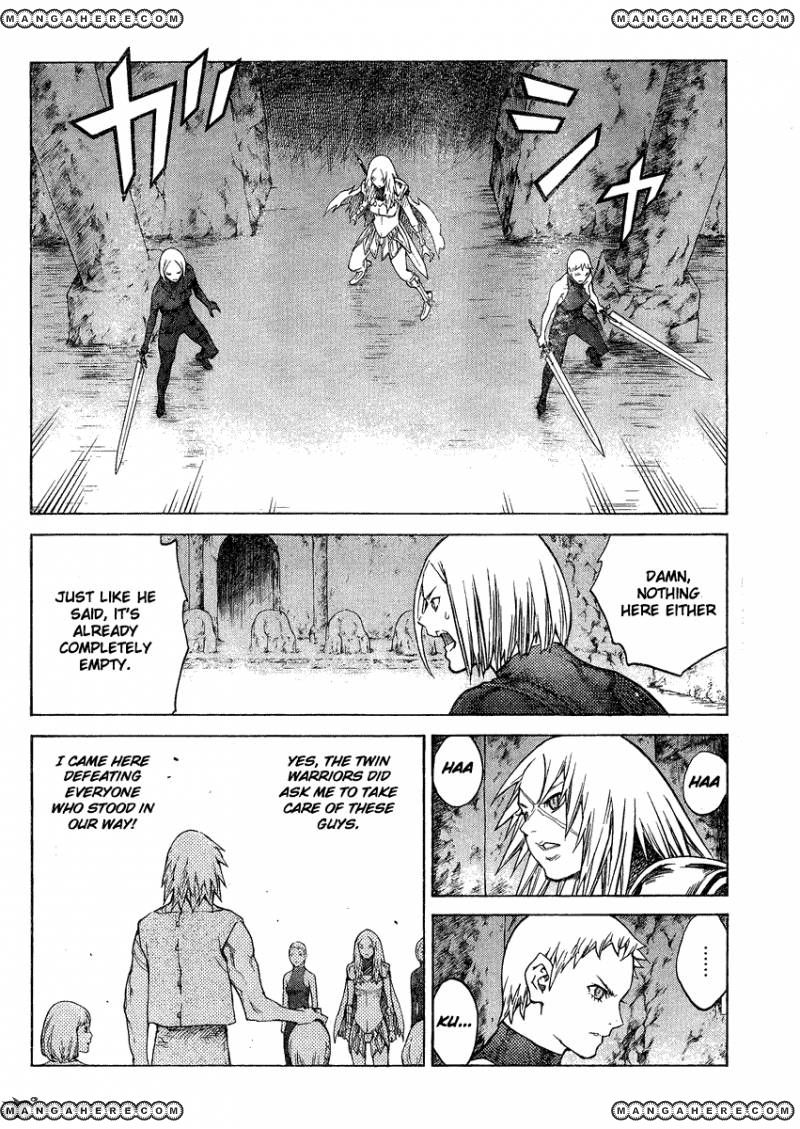 MANGAHERE.COM
MANGAHERE.COM
ガッ
シャ
DAMN,
NOTHING
HERE EITHER
JUST LIKE HE
SAID, IT'S
ALREADY
COMPLETELY
EMPTY.
HAA
HAA
......
KU...
YES, THE TWIN
WARRIORS DID
ASK ME TO TAKE
CARE OF THESE
GUYS.
I CAME HERE
DEFEATING
EVERYONE
WHO STOOD IN
OUR WAY!
MANGAHERE.COM
MANGAHERE.COM